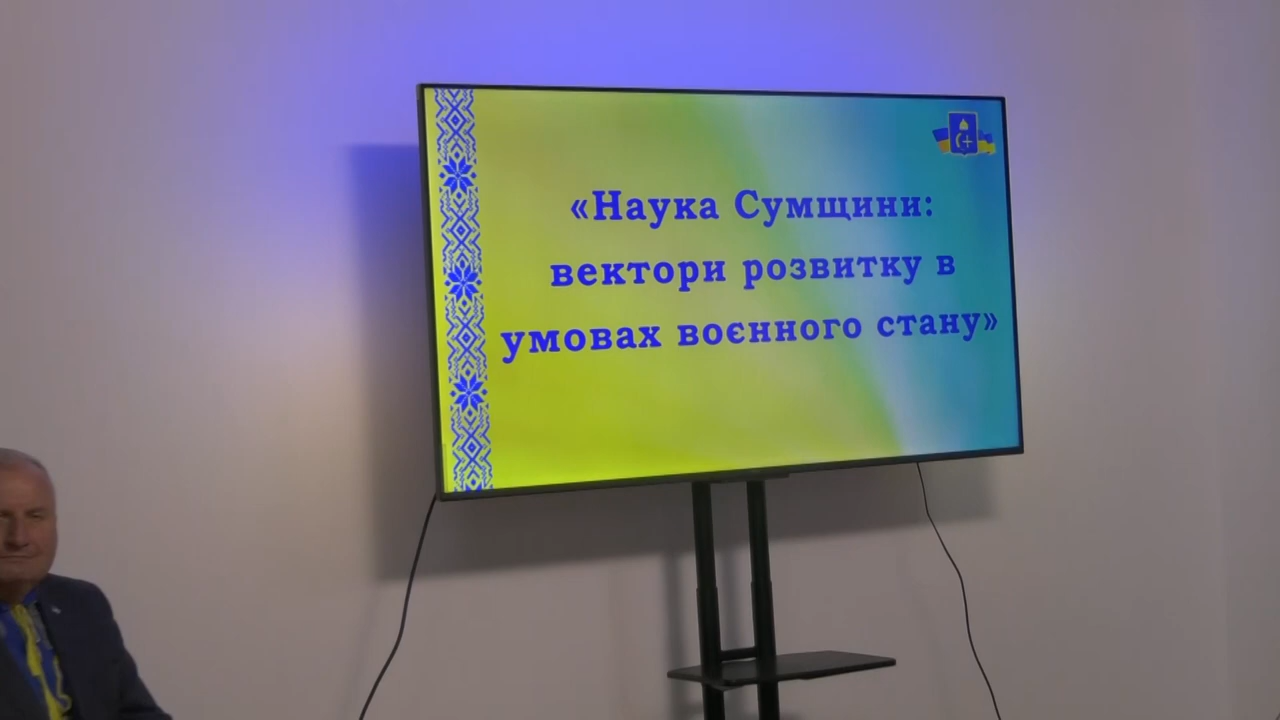 «Наука Сумщини:
вектори розвитку в
умовах воєнного стану»